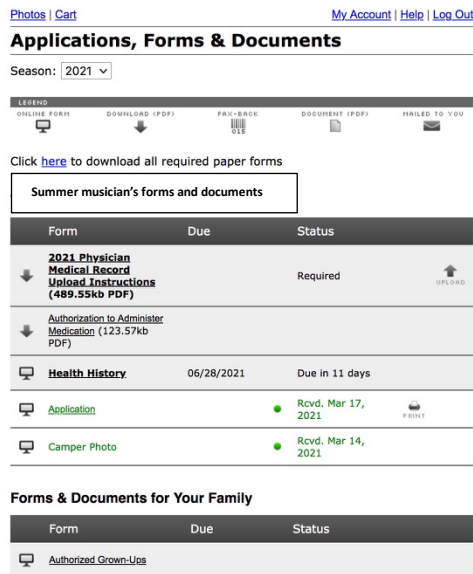 Photos | Cart
My Account | Help | Log Out
Applications, Forms & Documents
Season: 2021
LEGEND
ONLINE FORM
DOWNLOAD (PDF)
FAX-BACK
DOCUMENT (PDF)
MAILED TO YOU
015
Click here to download all required paper forms
Summer musician's forms and documents
Form Due Status
2021 Physician
Medical Record
Upload Instructions
(489.55kb PDF)
Required
UPLOAD
Authorization to Administer
Medication (123.57kb
PDF)
Health History 06/28/2021 Due in 11 days
Application
Rcvd. Mar 17,
2021
PRINT
Camper Photo
Rcvd. Mar 14,
2021
Forms & Documents for Your Family
Form Due Status
Authorized Grown-Ups